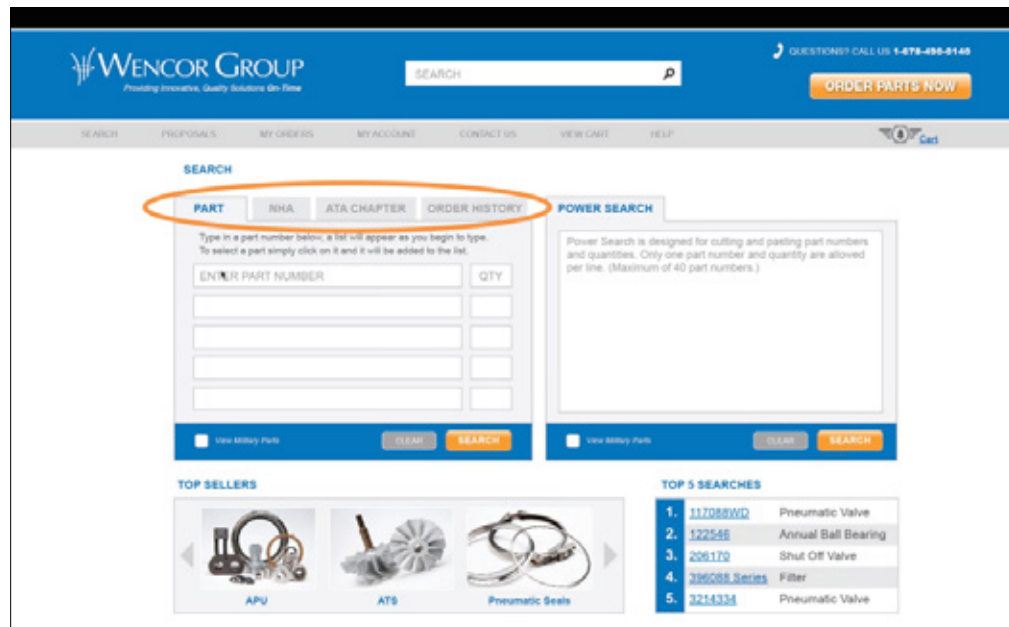 WENCOR GROUP
Providing Innovative, Quality Solutions On-Time
SEARCH
QUESTIONS? CALL US 1-678-490-0140
ORDER PARTS NOW
SEARCH PROPOSALS MY ORDERS MY ACCOUNT CONTACT US VIEW CART HELP
Cart
SEARCH
PART NHA ATA CHAPTER ORDER HISTORY
Type in a part number below, a list will appear as you begin to type.
To select a part simply click on it and it will be added to the list.
ENTER PART NUMBER QTY
View Military Parts CLEAR SEARCH
POWER SEARCH
Power Search is designed for cutting and pasting part numbers
and quantities. Only one part number and quantity are allowed
per line. (Maximum of 40 part numbers.)
View Military Parts CLEAR SEARCH
TOP SELLERS
APU ATS Pneumatic Seals
TOP 5 SEARCHES
1. 117088WD Pneumatic Valve
2. 122546 Annual Ball Bearing
3. 206170 Shut Off Valve
4. 396088 Series Filter
5. 3214334 Pneumatic Valve